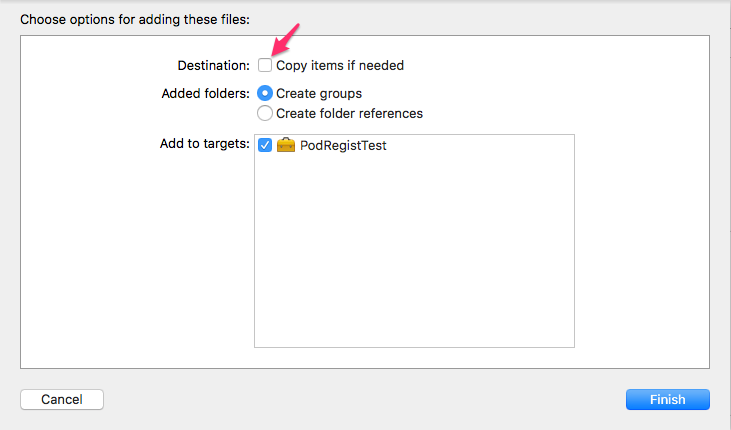 Choose options for adding these files:
Destination: Copy items if needed
Added folders: Create groups
Create folder references
Add to targets: PodRegistTest
Cancel Finish